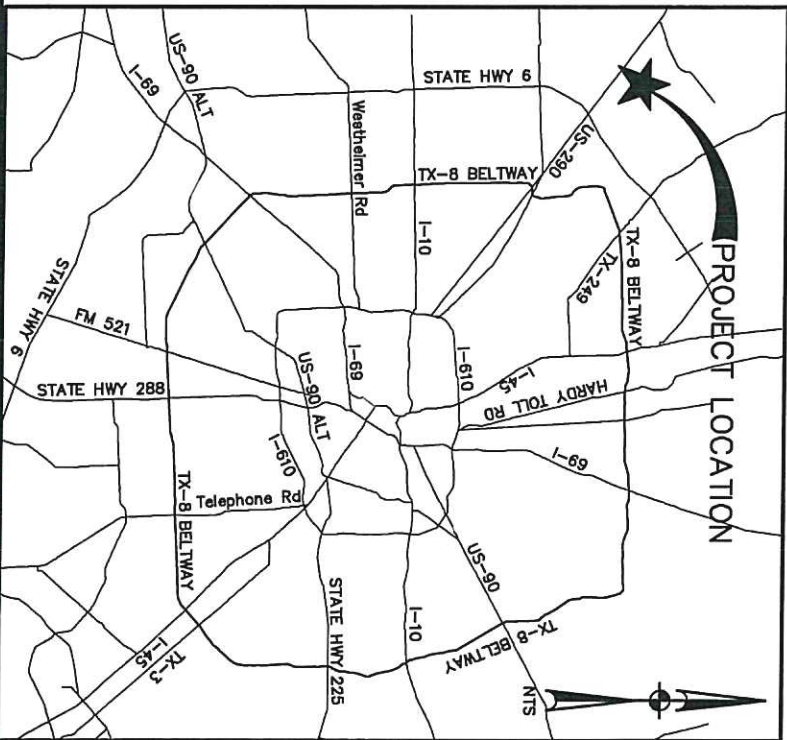 PROJECT LOCATION
US-290
STATE HWY 6
TX-8 BELTWAY
TX-249
TX-8 BELTWAY
US-90 ALT
I-69
Westheimer Rd
I-10
I-610
I-45
HARDY TOLL RD
I-69
I-69
US-90 ALT
I-610
STATE HWY 6
FM 521
STATE HWY 288
TX-8 BELTWAY
Telephone Rd
US-90
TX-8 BELTWAY
I-10
STATE HWY 225
I-45
TX-3
NTS